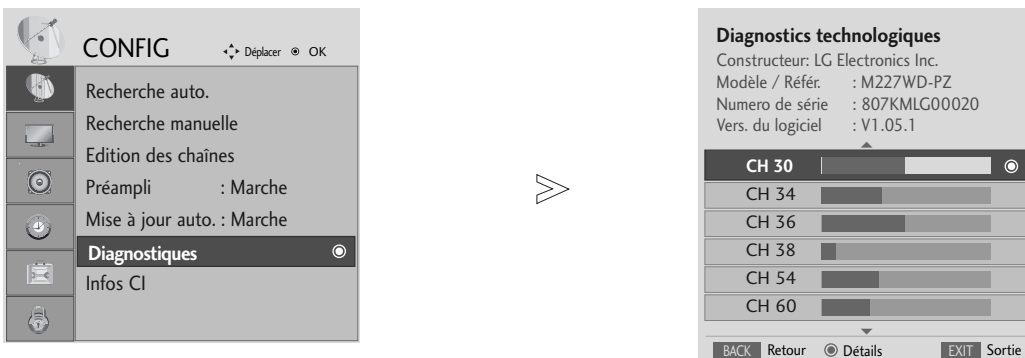 CONFIG Déplacer OK
Recherche auto.
Recherche manuelle
Edition des chaînes
Préampli : Marche
Mise à jour auto. : Marche
Diagnostiques
Infos CI
Diagnostics technologiques
Constructeur: LG Electronics Inc.
Modèle / Référ. : M227WD-PZ
Numero de série : 807KMLG00020
Vers. du logiciel : V1.05.1
CH 30
CH 34
CH 36
CH 38
CH 54
CH 60
BACK Retour Détails EXIT Sortie